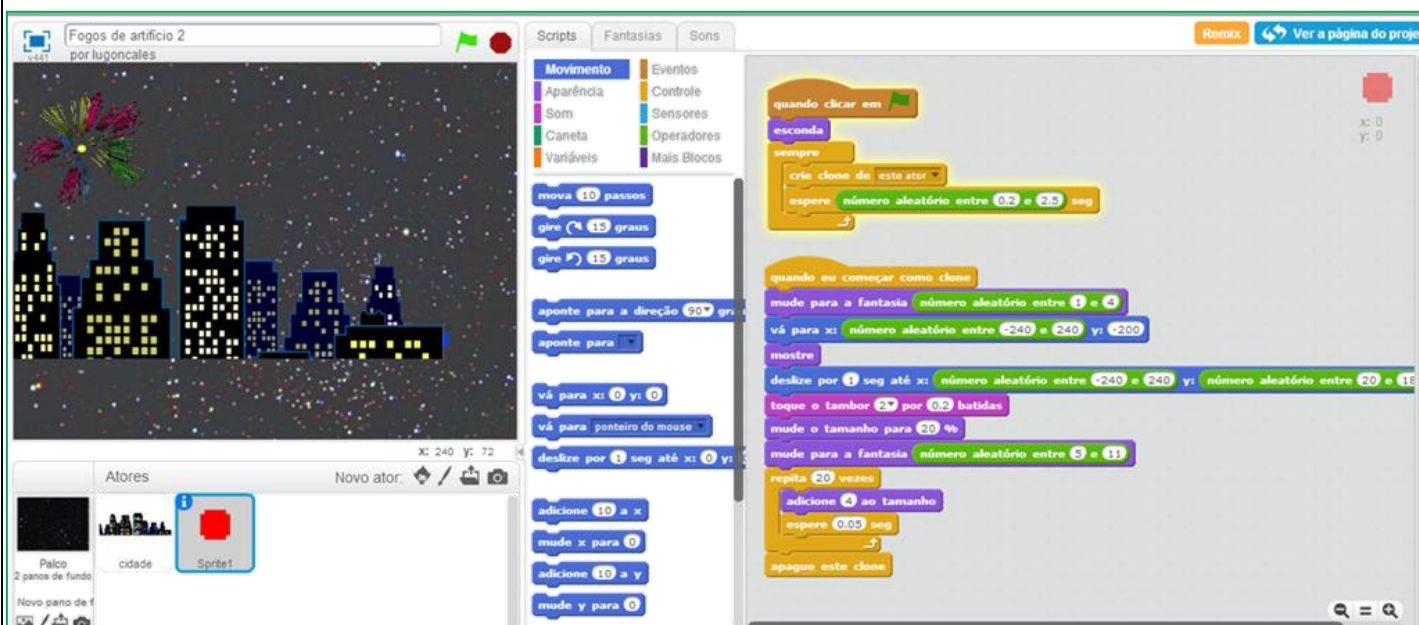 Fogos de artifício 2
por lugoncales
v441
x: 240 y: 72
Atores
Novo ator:
Palco
2 panos de fundo
cidade
Sprite1
Scripts Fantasias Sons
Movimento
Aparência
Som
Caneta
Variáveis
Eventos
Controle
Sensores
Operadores
Mais Blocos
mova 10 passos
gire 15 graus
gire 15 graus
aponte para a direção 90
aponte para
vá para x: 0 y: 0
vá para ponteiro do mouse
deslize por 1 seg até x: 0 y:
adicione 10 a x
mude x para 0
adicione 10 a y
mude y para 0
Remix Ver a página do proje
x: 0
y: 0
quando clicar em
esconda
sempre
crie clone de este ator
espere número aleatório entre 0.2 e 2.5 seg
quando eu começar como clone
mude para a fantasia número aleatório entre 1 e 4
vá para x: número aleatório entre -240 e 240 y: -200
mostre
deslize por 1 seg até x: número aleatório entre -240 e 240 y: número aleatório entre 20 e
toque o tambor 2 por 0.2 batidas
mude o tamanho para 20 %
mude para a fantasia número aleatório entre 5 e 11
repita 20 vezes
adicione 4 ao tamanho
espere 0.05 seg
apague este clone